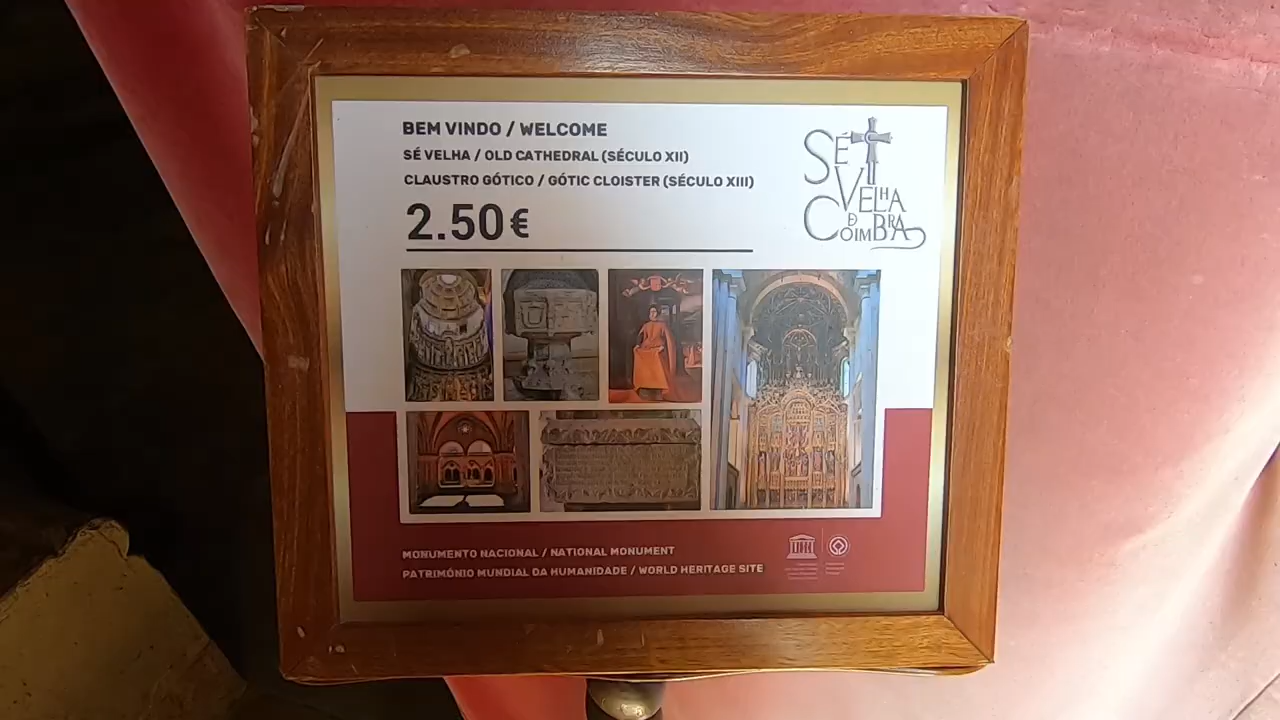 BEM VINDO / WELCOME
SÉ VELHA / OLD CATHEDRAL (SÉCULO XII)
CLAUSTRO GÓTICO / GÓTIC CLOISTER (SÉCULO XIII)
2.50€
SÉ
VELHA
D
COIMBRA
MONUMENTO NACIONAL / NATIONAL MONUMENT
PATRIMÓNIO MUNDIAL DA HUMANIDADE / WORLD HERITAGE SITE